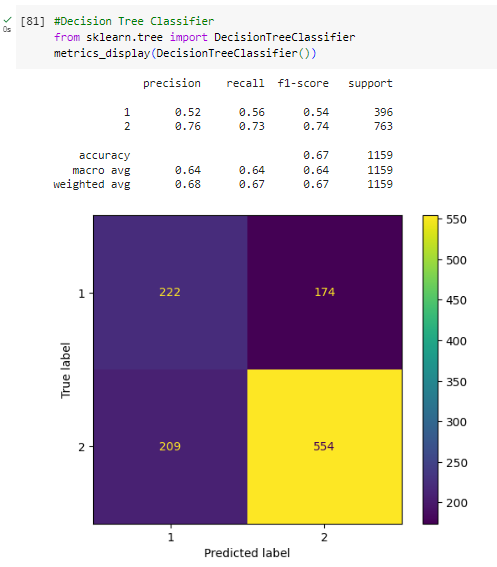 [81] #Decision Tree Classifier
0s
from sklearn.tree import DecisionTreeClassifier
metrics_display(DecisionTreeClassifier())
precision recall f1-score support
1 0.52 0.56 0.54 396
2 0.76 0.73 0.74 763
accuracy 0.67 1159
macro avg 0.64 0.64 0.64 1159
weighted avg 0.68 0.67 0.67 1159
550
500
1 222 174
450
400
True label
350
300
2 209 554
250
200
1 2
Predicted label